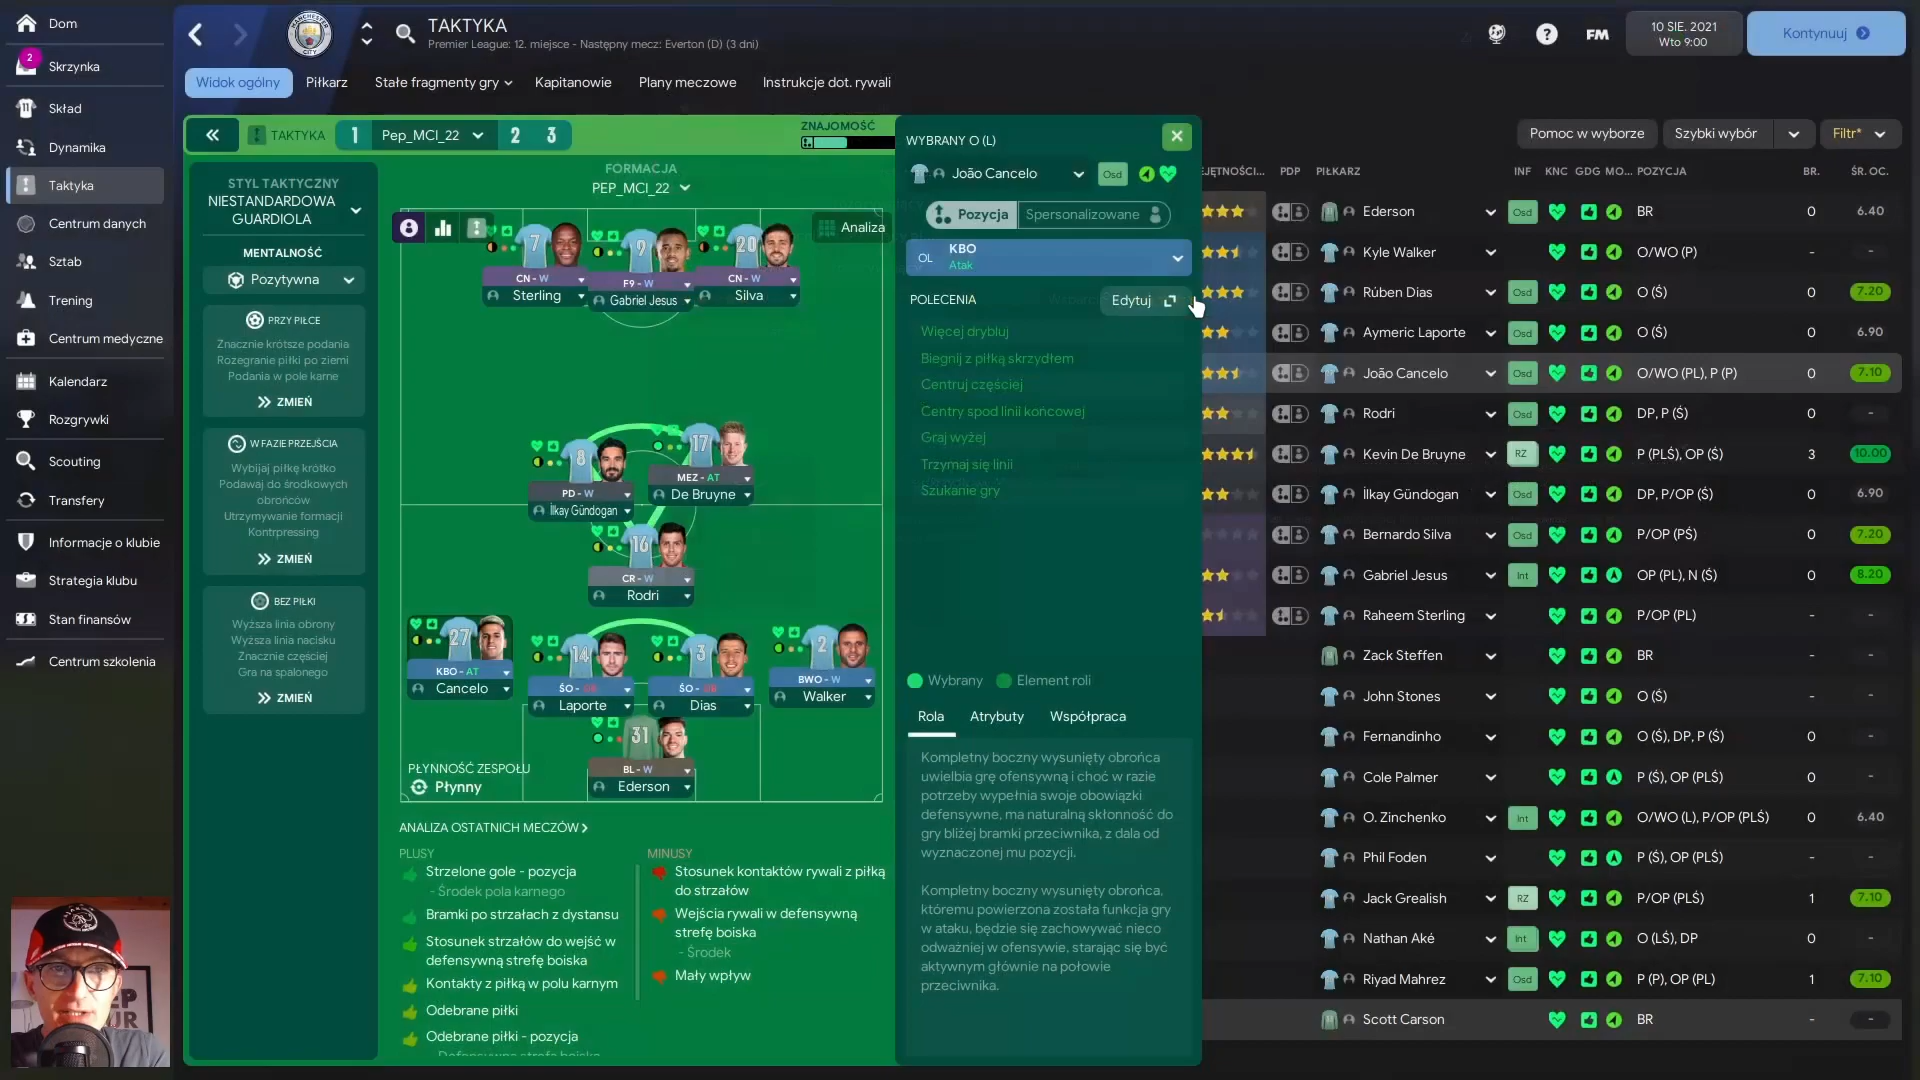 Dom
2
Skrzynka
Skład
Dynamika
Taktyka
Centrum danych
Sztab
Trening
Centrum medyczne
Kalendarz
Rozgrywki
Scouting
Transfery
Informacje o klubie
Strategia klubu
Stan finansów
Centrum szkolenia
TAKTYKA
Premier League: 12. miejsce - Następny mecz: Everton (D) (3 dni)
FM
10 SIE. 2021
Wto 9:00
Kontynuuj
Widok ogólny
Piłkarz
Stałe fragmenty gry
Kapitanowie
Plany meczowe
Instrukcje dot. rywali
TAKTYKA
1
Pep_MCI_22
2
3
ZNAJOMOŚĆ
STYL TAKTYCZNY
NIESTANDARDOWA
GUARDIOLA
MENTALNOŚĆ
Pozytywna
PRZY PIŁCE
Znacznie krótsze podania
Rozegranie piłki po ziemi
Podania w pole karne
ZMIEŃ
W FAZIE PRZEJŚCIA
Wybijaj piłkę krótko
Podawaj do środkowych
obrońców
Utrzymywanie formacji
Kontrpressing
ZMIEŃ
BEZ PIŁKI
Wyższa linia obrony
Wyższa linia nacisku
Znacznie częściej
Gra na spalonego
ZMIEŃ
FORMACJA
PEP_MCI_22
Analiza
7
CN - W
Sterling
9
F9 - W
Gabriel Jesus
20
CN - W
Silva
8
PD - W
İlkay Gündogan
17
MEZ - AT
De Bruyne
16
CR - W
Rodri
27
KBO - AT
Cancelo
14
ŚO - OB
Laporte
3
ŚO - OB
Dias
2
BWO - W
Walker
31
BL - W
Ederson
PŁYNNOŚĆ ZESPOŁU
Płynny
ANALIZA OSTATNICH MECZÓW
PLUSY
Strzelone gole - pozycja
- Środek pola karnego
Bramki po strzałach z dystansu
Stosunek strzałów do wejść w
defensywną strefę boiska
Kontakty z piłką w polu karnym
Odebrane piłki
Odebrane piłki - pozycja
- Defensywna strefa boiska
MINUSY
Stosunek kontaktów rywali z piłką
do strzałów
Wejścia rywali w defensywną
strefę boiska
- Środek
Mały wpływ
WYBRANY O (L)
João Cancelo
Osd
Pozycja
Spersonalizowane
OL
KBO
Atak
POLECENIA
Edytuj
Więcej drybluj
Biegnij z piłką skrzydłem
Centruj częściej
Centry spod linii końcowej
Graj wyżej
Trzymaj się linii
Szukanie gry
Wybrany
Element roli
Rola
Atrybuty
Współpraca
Kompletny boczny wysunięty obrońca
uwielbia grę ofensywną i choć w razie
potrzeby wypełnia swoje obowiązki
defensywne, ma naturalną skłonność do
gry bliżej bramki przeciwnika, z dala od
wyznaczonej mu pozycji.
Kompletny boczny wysunięty obrońca,
któremu powierzona została funkcja gry
w ataku, będzie się zachowywać nieco
odważniej w ofensywie, starając się być
aktywnym głównie na połowie
przeciwnika.
Pomoc w wyborze
Szybki wybór
Filtr*
PDP PIŁKARZ INF KNC GDG MO... POZYCJA BR. ŚR. OC.
Ederson Osd BR 0 6.40
Kyle Walker O/WO (P) - -
Rúben Dias Osd O (Ś) 0 7.20
Aymeric Laporte Osd O (Ś) 0 6.90
João Cancelo Osd O/WO (PL), P (P) 0 7.10
Rodri Osd DP, P (Ś) 0 -
Kevin De Bruyne RZ P (PLŚ), OP (Ś) 3 10.00
İlkay Gündogan Osd DP, P/OP (Ś) 0 6.90
Bernardo Silva Osd P/OP (PŚ) 0 7.20
Gabriel Jesus Int OP (PL), N (Ś) 0 8.20
Raheem Sterling P/OP (PL) - -
Zack Steffen BR - -
John Stones O (Ś) - -
Fernandinho O (Ś), DP, P (Ś) 0 -
Cole Palmer P (Ś), OP (PLŚ) - -
O. Zinchenko Int O/WO (L), P/OP (PLŚ) 0 6.40
Phil Foden P (Ś), OP (PLŚ) - -
Jack Grealish RZ P/OP (PLŚ) 1 7.10
Nathan Aké Int O (LŚ), DP 0 -
Riyad Mahrez Osd P (P), OP (PL) 1 7.10
Scott Carson BR - -